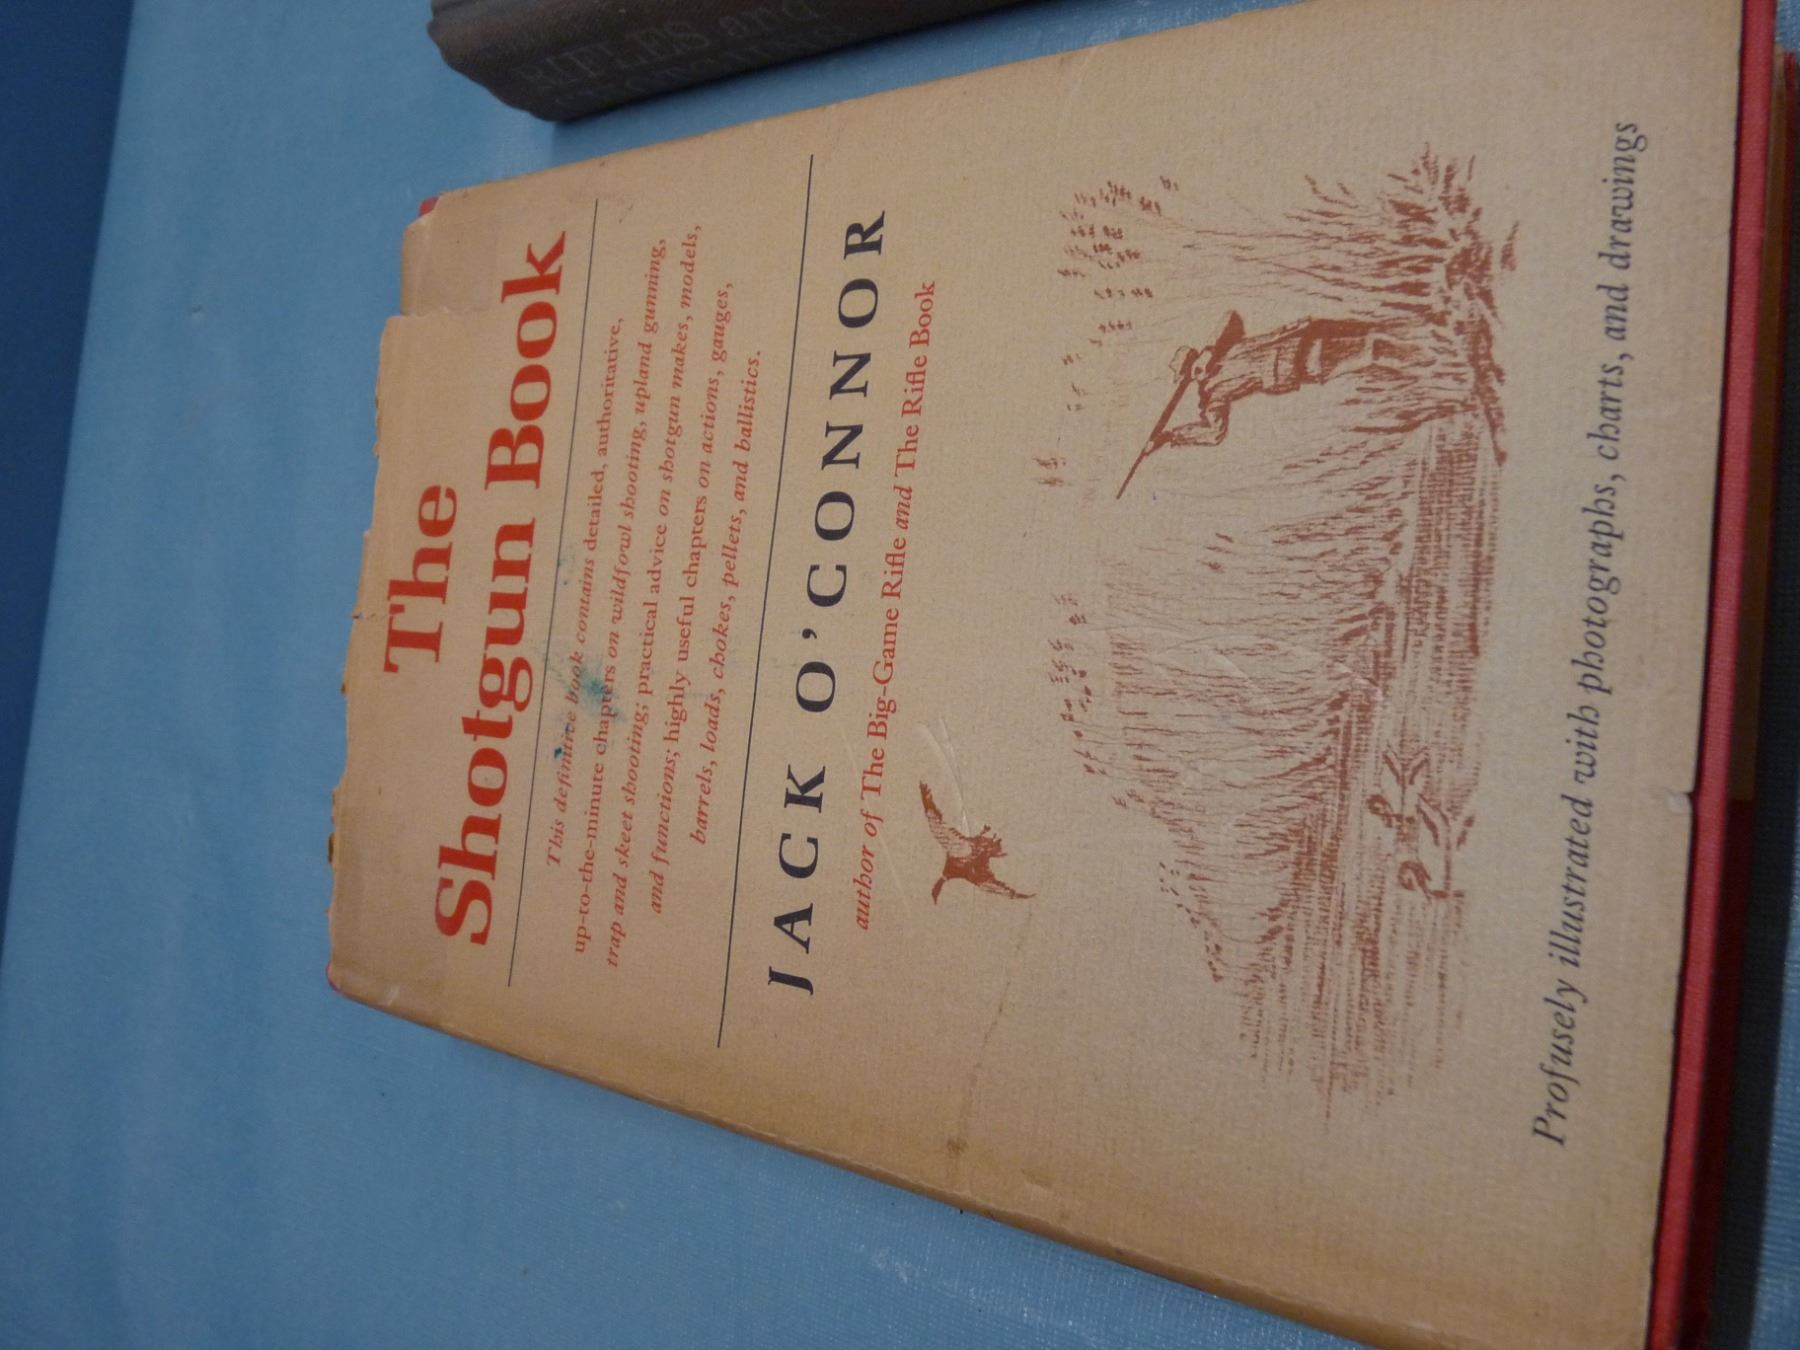 The
Shotgun Book
This definitive book contains detailed, authoritative,
up-to-the-minute chapters on wildfowl shooting, upland gunning,
trap and skeet shooting; practical advice on shotgun makes, models,
and functions; highly useful chapters on actions, gauges,
barrels, loads, chokes, pellets, and ballistics.
JACK O'CONNOR
author of The Big-Game Rifle and The Rifle Book
Profusely illustrated with photographs, charts, and drawings
RIFLES and